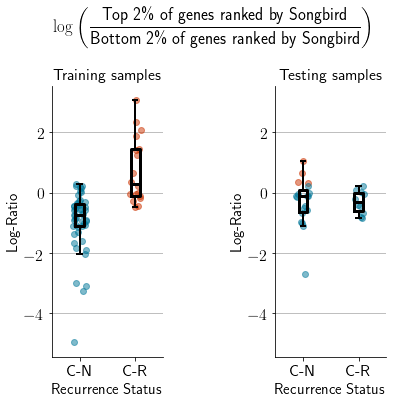 log ( Top 2% of genes ranked by Songbird / Bottom 2% of genes ranked by Songbird )
Training samples
Testing samples
Log-Ratio
2
0
−2
−4
C-N C-R
Recurrence Status
Log-Ratio
2
0
−2
−4
C-N C-R
Recurrence Status